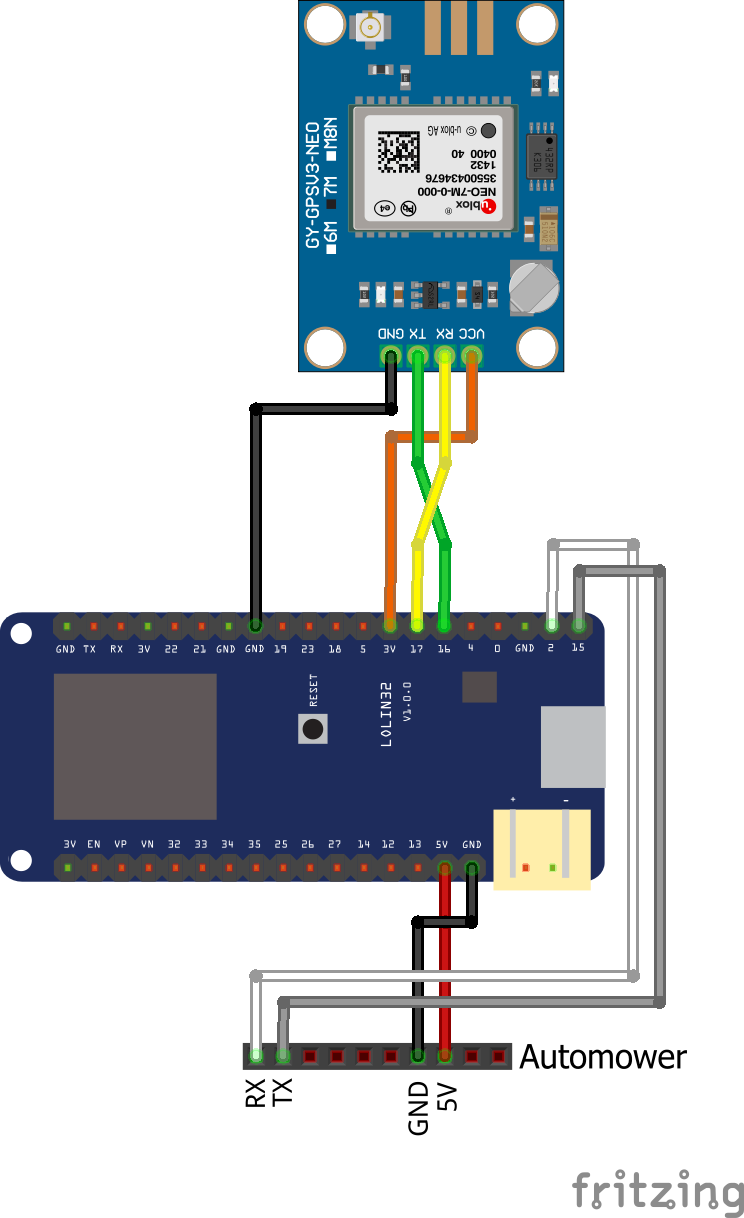 GY-GPSV3-NEO
6M 7M M8N
u-blox AG ©
0400 40
1432
35500434676
NEO-7M-0-000
ublox ®
e4 Pb
GND TX RX VCC
GND TX RX 3V 22 21 GND GND 19 23 18 5 3V 17 16 4 0 GND 2 15
RESET
LOLIN32
V1.0.0
+ -
3V EN VP VN 32 33 34 35 25 26 27 14 12 13 5V GND
Automower
RX
TX
GND
5V
fritzing